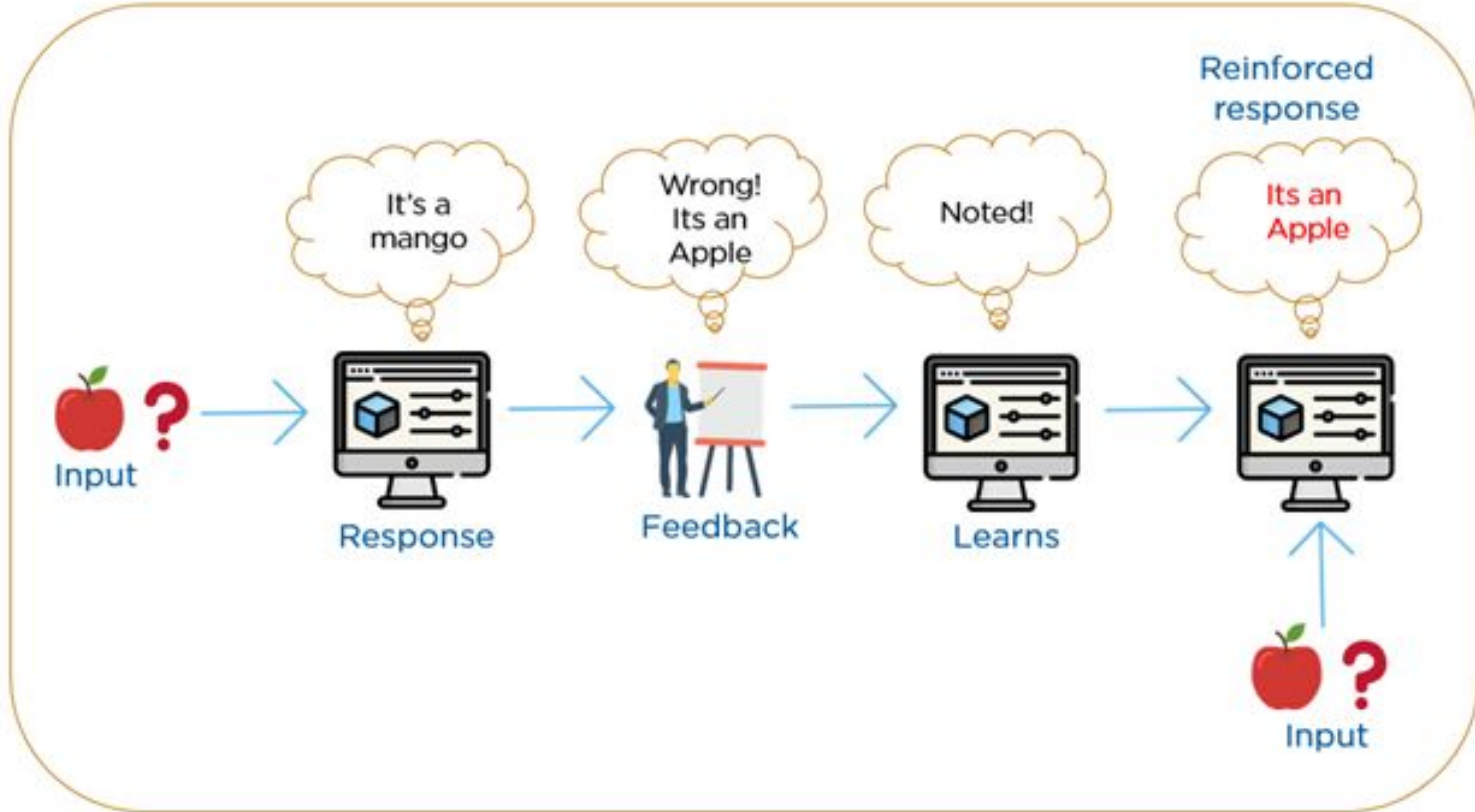 Reinforced
response
It's a
mango
Wrong!
Its an
Apple
Noted!
Its an
Apple
?
Input
Response
Feedback
Learns
?
Input